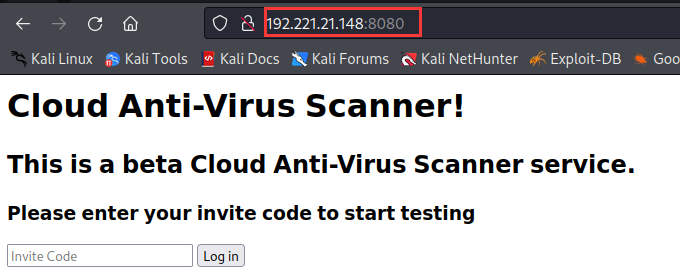 192.221.21.148:8080
Kali Linux Kali Tools Kali Docs Kali Forums Kali NetHunter Exploit-DB Goo
Cloud Anti-Virus Scanner!
This is a beta Cloud Anti-Virus Scanner service.
Please enter your invite code to start testing
Invite Code Log in